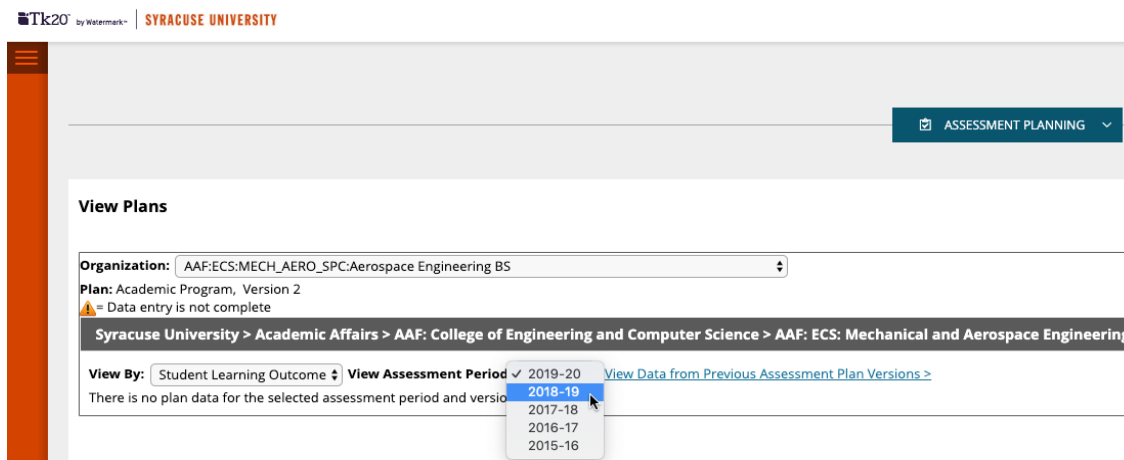 Tk20 by Watermark™ SYRACUSE UNIVERSITY
ASSESSMENT PLANNING
View Plans
Organization: AAF:ECS:MECH_AERO_SPC:Aerospace Engineering BS
Plan: Academic Program, Version 2
= Data entry is not complete
Syracuse University > Academic Affairs > AAF: College of Engineering and Computer Science > AAF: ECS: Mechanical and Aerospace Engineering
View By: Student Learning Outcome View Assessment Period ✓ 2019-20 View Data from Previous Assessment Plan Versions >
2018-19
There is no plan data for the selected assessment period and versio
2017-18
2016-17
2015-16